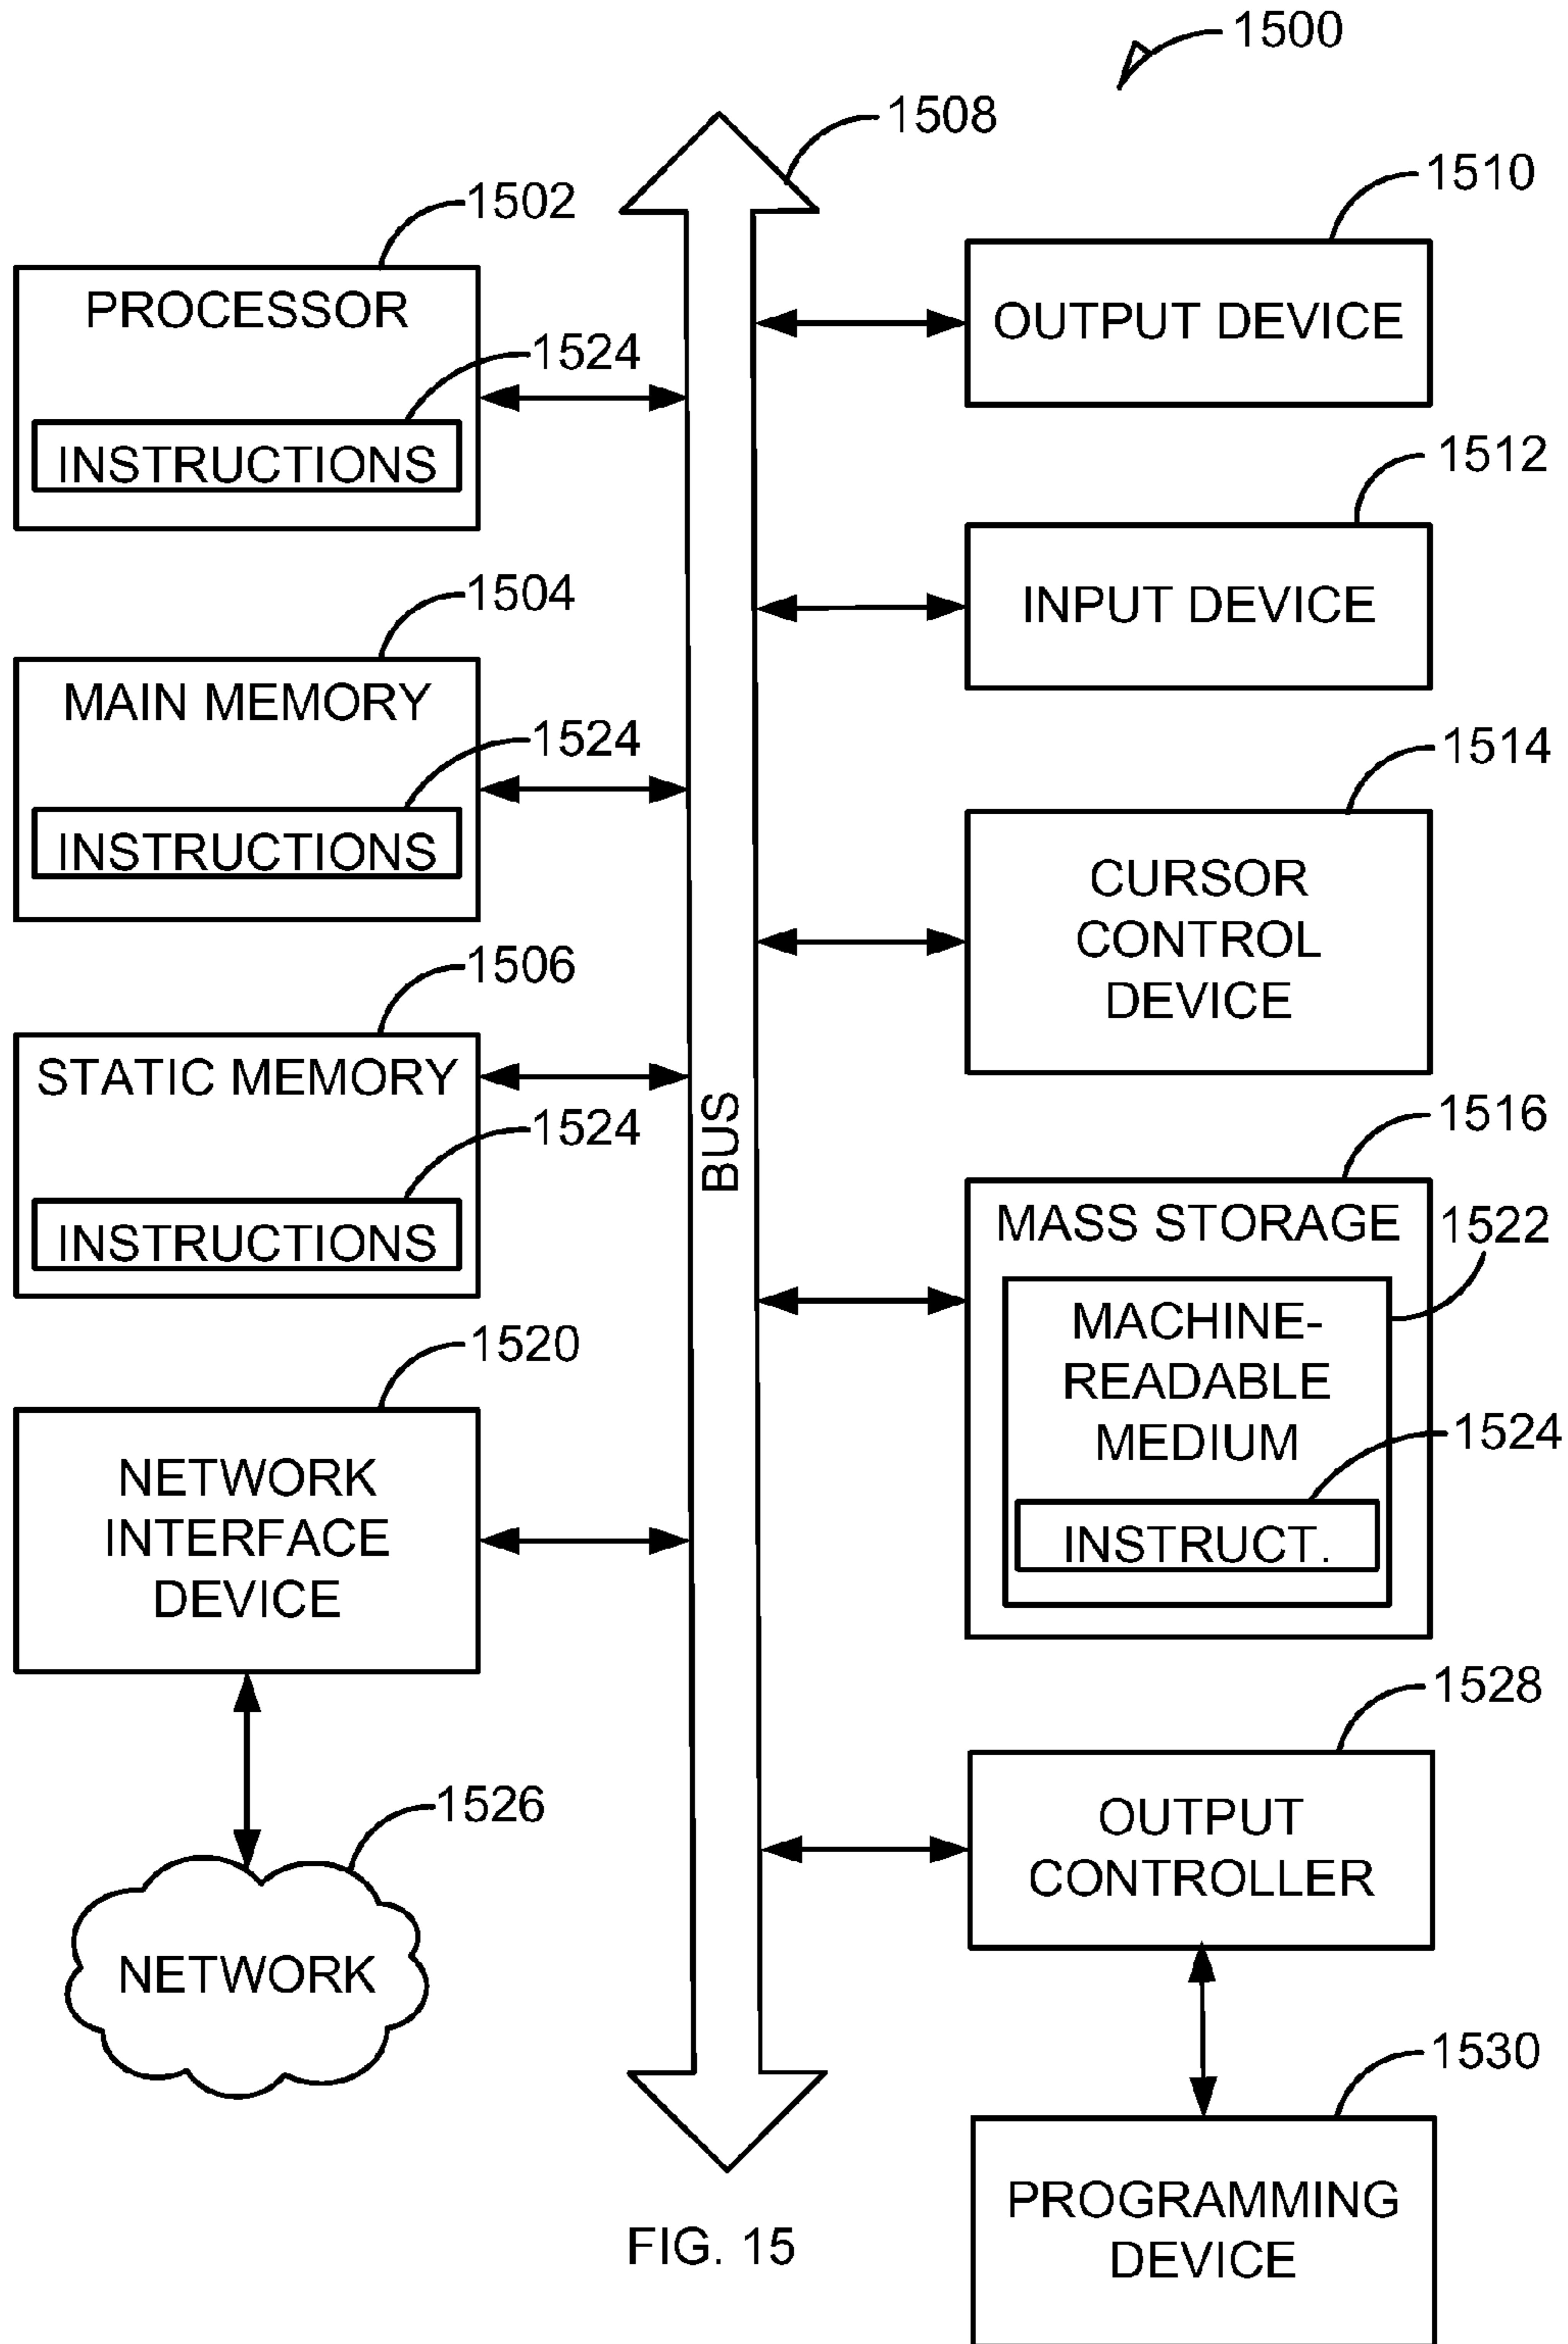 1500
1508
1502
PROCESSOR
1524
INSTRUCTIONS
1504
MAIN MEMORY
1524
INSTRUCTIONS
1506
STATIC MEMORY
1524
INSTRUCTIONS
1520
NETWORK
INTERFACE
DEVICE
1526
NETWORK
BUS
1510
OUTPUT DEVICE
1512
INPUT DEVICE
1514
CURSOR
CONTROL
DEVICE
1516
MASS STORAGE
1522
MACHINE-
READABLE
MEDIUM
1524
INSTRUCT.
1528
OUTPUT
CONTROLLER
1530
PROGRAMMING
DEVICE
FIG. 15